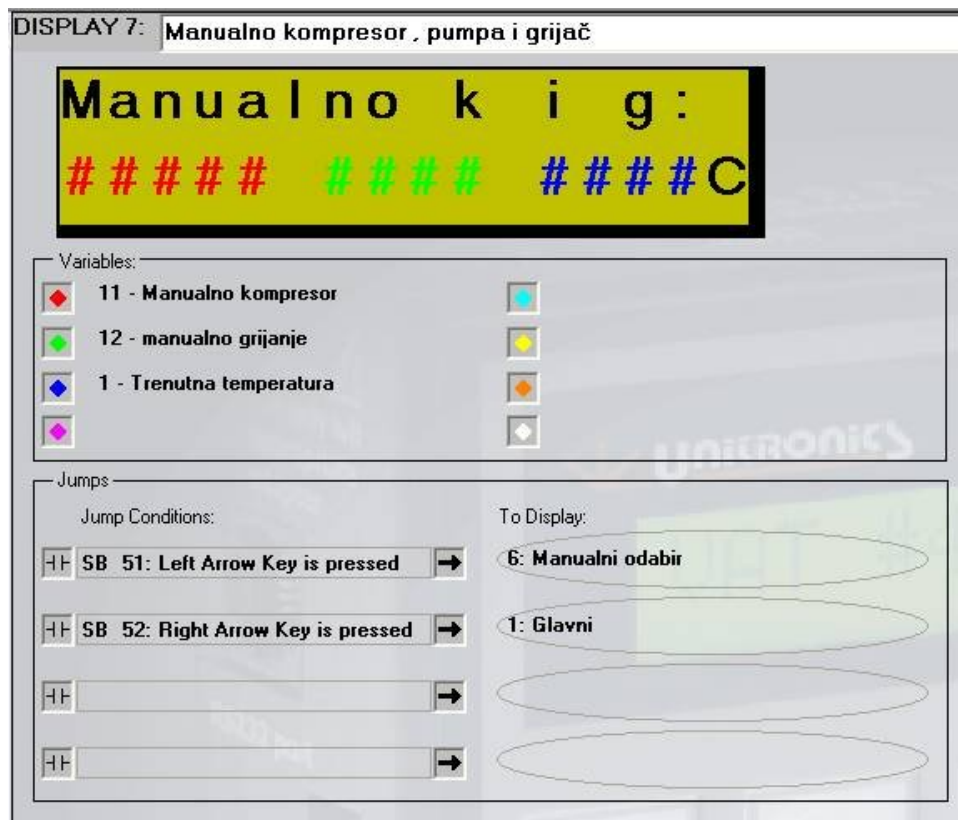 DISPLAY 7: Manualno kompresor , pumpa i grijač
Manualno k i g:
##### #### ####C
Variables:
11 - Manualno kompresor
12 - manualno grijanje
1 - Trenutna temperatura
UNITRONICS
Jumps
Jump Conditions: To Display:
SB 51: Left Arrow Key is pressed 6: Manualni odabir
SB 52: Right Arrow Key is pressed 1: Glavni